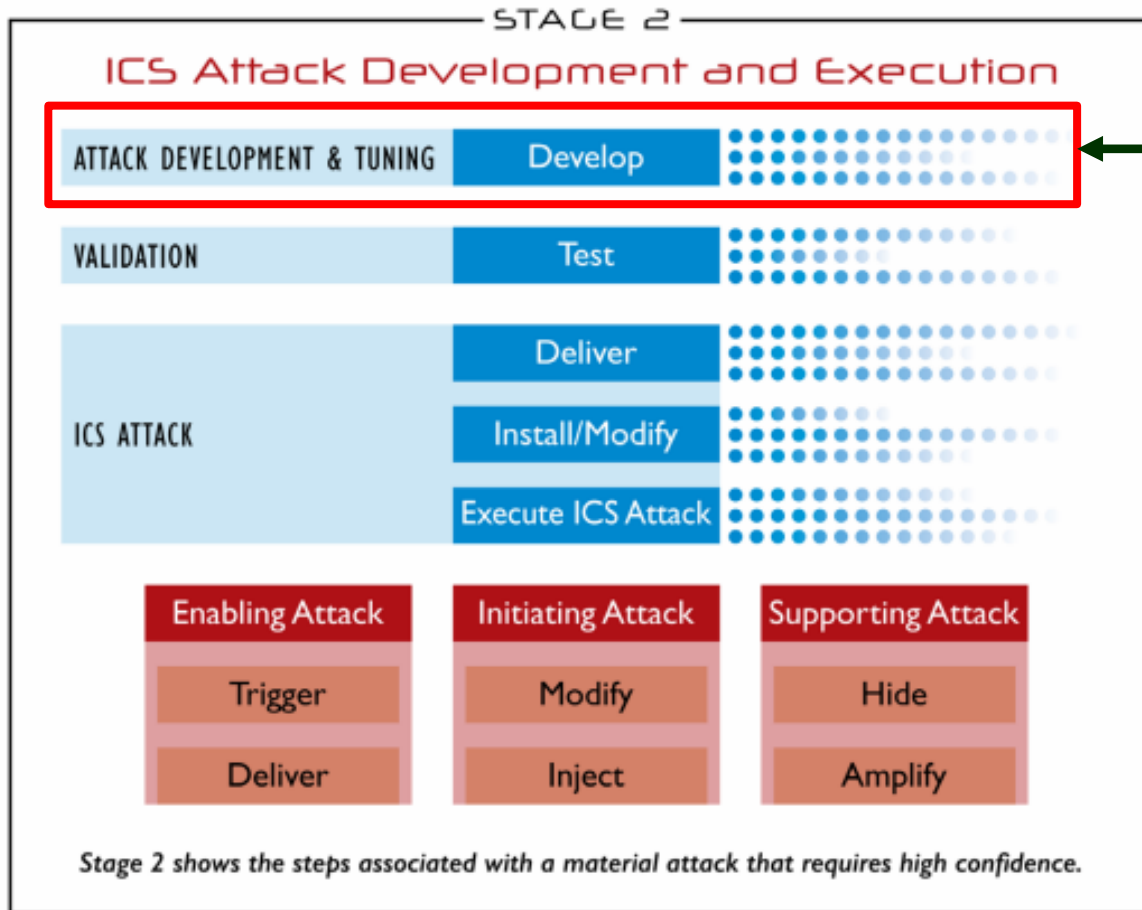 STAGE 2
ICS Attack Development and Execution
ATTACK DEVELOPMENT & TUNING
Develop
VALIDATION
Test
ICS ATTACK
Deliver
Install/Modify
Execute ICS Attack
Enabling Attack
Initiating Attack
Supporting Attack
Trigger
Modify
Hide
Deliver
Inject
Amplify
Stage 2 shows the steps associated with a material attack that requires high confidence.